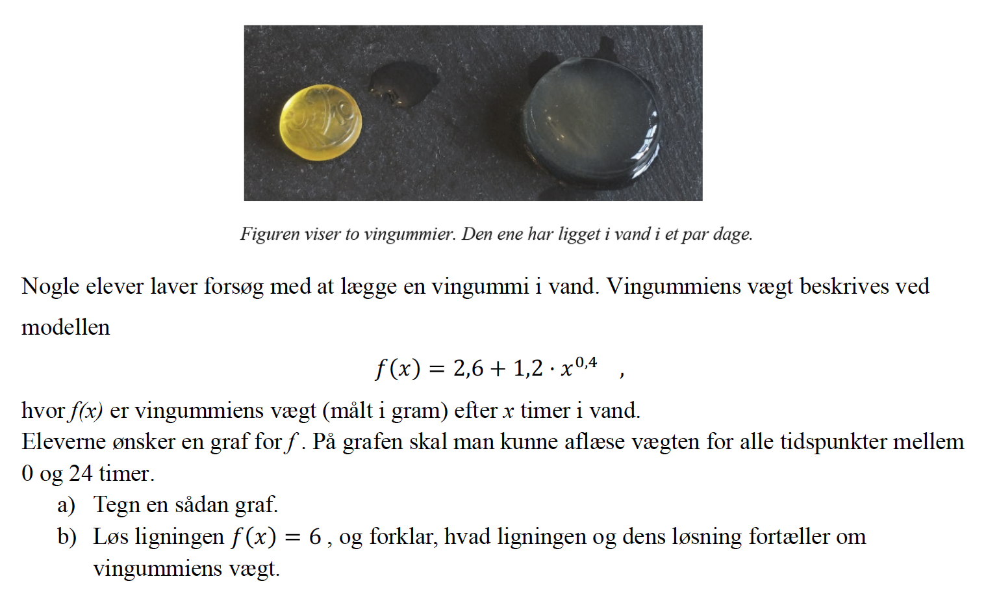 Figuren viser to vingummier. Den ene har ligget i vand i et par dage.
Nogle elever laver forsøg med at lægge en vingummi i vand. Vingummiens vægt beskrives ved
modellen
f(x) = 2,6 + 1,2 · x^0,4 ,
hvor f(x) er vingummiens vægt (målt i gram) efter x timer i vand.
Eleverne ønsker en graf for f . På grafen skal man kunne aflæse vægten for alle tidspunkter mellem
0 og 24 timer.
a) Tegn en sådan graf.
b) Løs ligningen f(x) = 6 , og forklar, hvad ligningen og dens løsning fortæller om
vingummiens vægt.